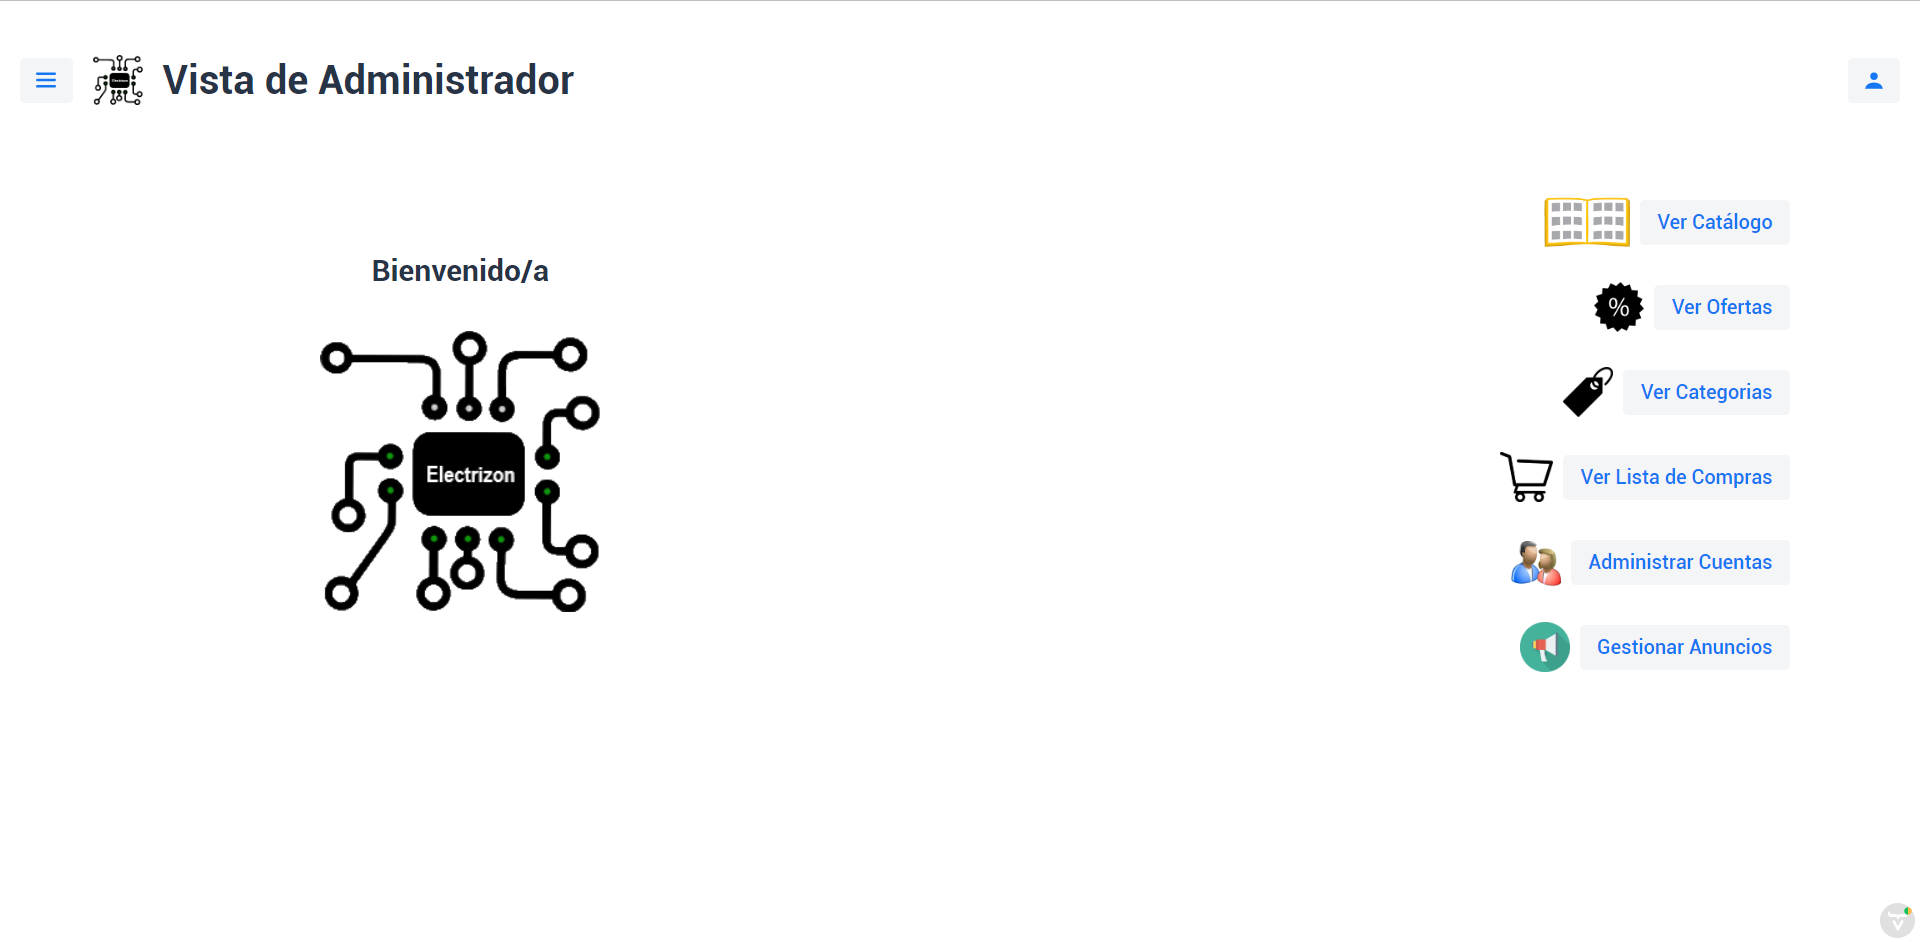 Vista de Administrador
Bienvenido/a
Electrizon
Ver Catálogo
%
Ver Ofertas
Ver Categorias
Ver Lista de Compras
Administrar Cuentas
Gestionar Anuncios